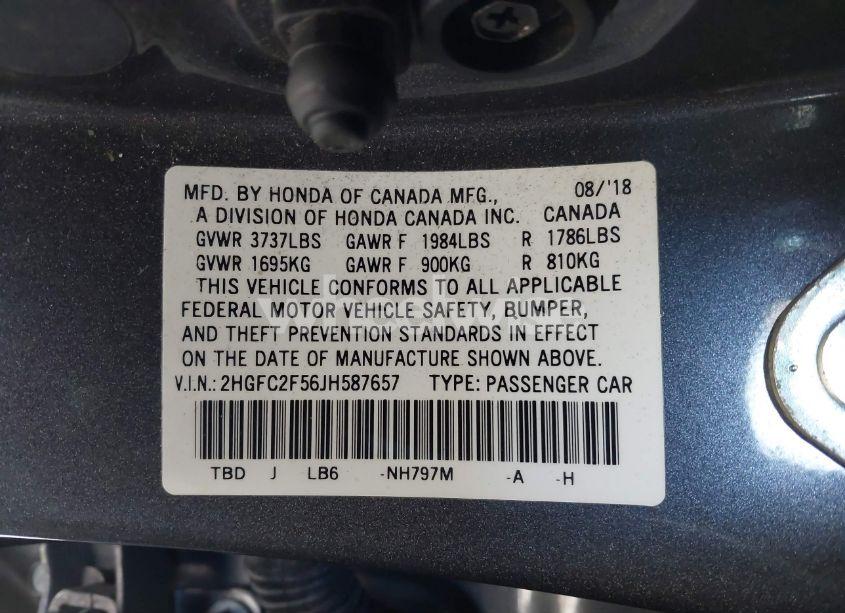 MFD. BY HONDA OF CANADA MFG., 08/'18
A DIVISION OF HONDA CANADA INC. CANADA
GVWR 3737LBS GAWR F 1984LBS R 1786LBS
GVWR 1695KG GAWR F 900KG R 810KG
THIS VEHICLE CONFORMS TO ALL APPLICABLE
FEDERAL MOTOR VEHICLE SAFETY, BUMPER,
AND THEFT PREVENTION STANDARDS IN EFFECT
ON THE DATE OF MANUFACTURE SHOWN ABOVE.
V.I.N.: 2HGFC2F56JH587657 TYPE: PASSENGER CAR
TBD J LB6 -NH797M -A -H